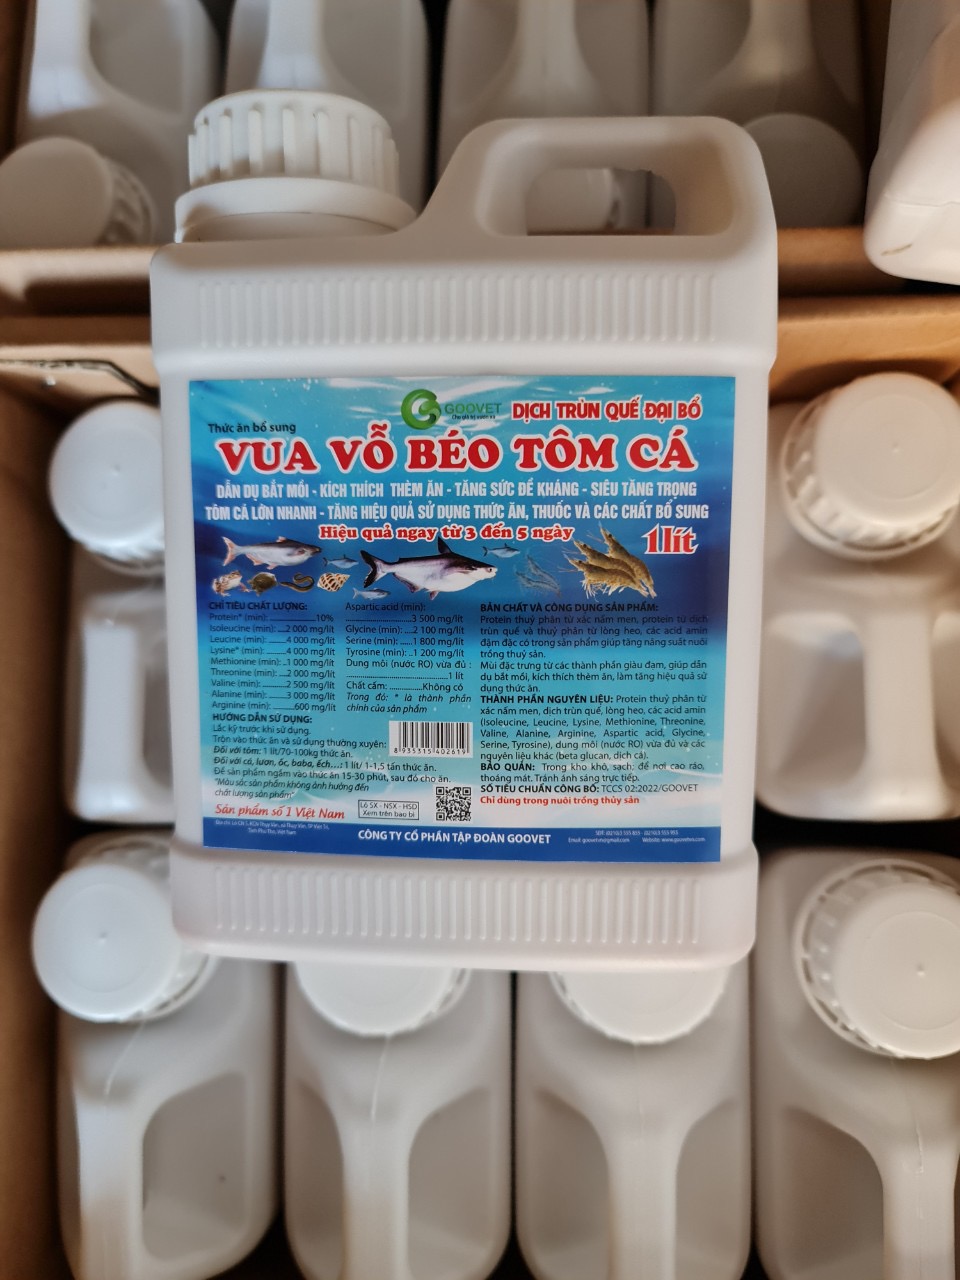 GOOVET
DỊCH TRÙN QUẾ ĐẠI BỔ
Thức ăn bổ sung
VUA VỖ BÉO TÔM CÁ
DẪN DỤ BẮT MỒI - KÍCH THÍCH THÈM ĂN - TĂNG SỨC ĐỀ KHÁNG - SIÊU TĂNG TRỌNG
TÔM CÁ LỚN NHANH - TĂNG HIỆU QUẢ SỬ DỤNG THỨC ĂN, THUỐC VÀ CÁC CHẤT BỔ SUNG
Hiệu quả ngay từ 3 đến 5 ngày
1 lít
CHỈ TIÊU CHẤT LƯỢNG:
Protein* (min): ...................10%
Isoleucine (min): ...2 000 mg/lít
Leucine (min): .......4 000 mg/lít
Lysine* (min): ........4 000 mg/lít
Methionine (min): ..1 000 mg/lít
Threonine (min): ....2 000 mg/lít
Valine (min): ..........2 500 mg/lít
Alanine (min): ........3 000 mg/lít
Arginine (min): .........600 mg/lít
Aspartic acid (min):
........................3 500 mg/lít
Glycine (min): ...2 100 mg/lít
Serine (min): .....1 800 mg/lít
Tyrosine (min): ..1 200 mg/lít
Dung môi (nước RO) vừa đủ :
....................................1 lít
Chất cấm: ..............Không có
Trong đó: * là thành phần
chính của sản phẩm
HƯỚNG DẪN SỬ DỤNG:
Lắc kỹ trước khi sử dụng.
Trộn vào thức ăn và sử dụng thường xuyên:
Đối với tôm: 1 lít/70-100kg thức ăn.
Đối với cá, lươn, ốc, baba, ếch...: 1 lít/ 1-1,5 tấn thức ăn.
Để sản phẩm ngấm vào thức ăn 15-30 phút, sau đó cho ăn.
"Màu sắc sản phẩm không ảnh hưởng đến
chất lượng sản phẩm"
8 935315 402619
Sản phẩm số 1 Việt Nam
Lô SX - NSX - HSD
Xem trên bao bì
BẢN CHẤT VÀ CÔNG DỤNG SẢN PHẨM:
Protein thuỷ phân từ xác nấm men, protein từ dịch
trùn quế và thuỷ phân từ lòng heo, các acid amin
đậm đặc có trong sản phẩm giúp tăng năng suất nuôi
trồng thuỷ sản.
Mùi đặc trưng từ các thành phần giàu đạm, giúp dẫn
dụ bắt mồi, kích thích thèm ăn, làm tăng hiệu quả sử
dụng thức ăn.
THÀNH PHẦN NGUYÊN LIỆU: Protein thuỷ phân từ
xác nấm men, dịch trùn quế, lòng heo, các acid amin
(Isoleucine, Leucine, Lysine, Methionine, Threonine,
Valine, Alanine, Arginine, Aspartic acid, Glycine,
Serine, Tyrosine), dung môi (nước RO) vừa đủ và các
nguyên liệu khác (beta glucan, dịch cá).
BẢO QUẢN: Trong kho khô, sạch: để nơi cao ráo,
thoáng mát. Tránh ánh sáng trực tiếp.
SỐ TIÊU CHUẨN CÔNG BỐ: TCCS 02:2022/GOOVET
Chỉ dùng trong nuôi trồng thủy sản
CÔNG TY CỔ PHẦN TẬP ĐOÀN GOOVET